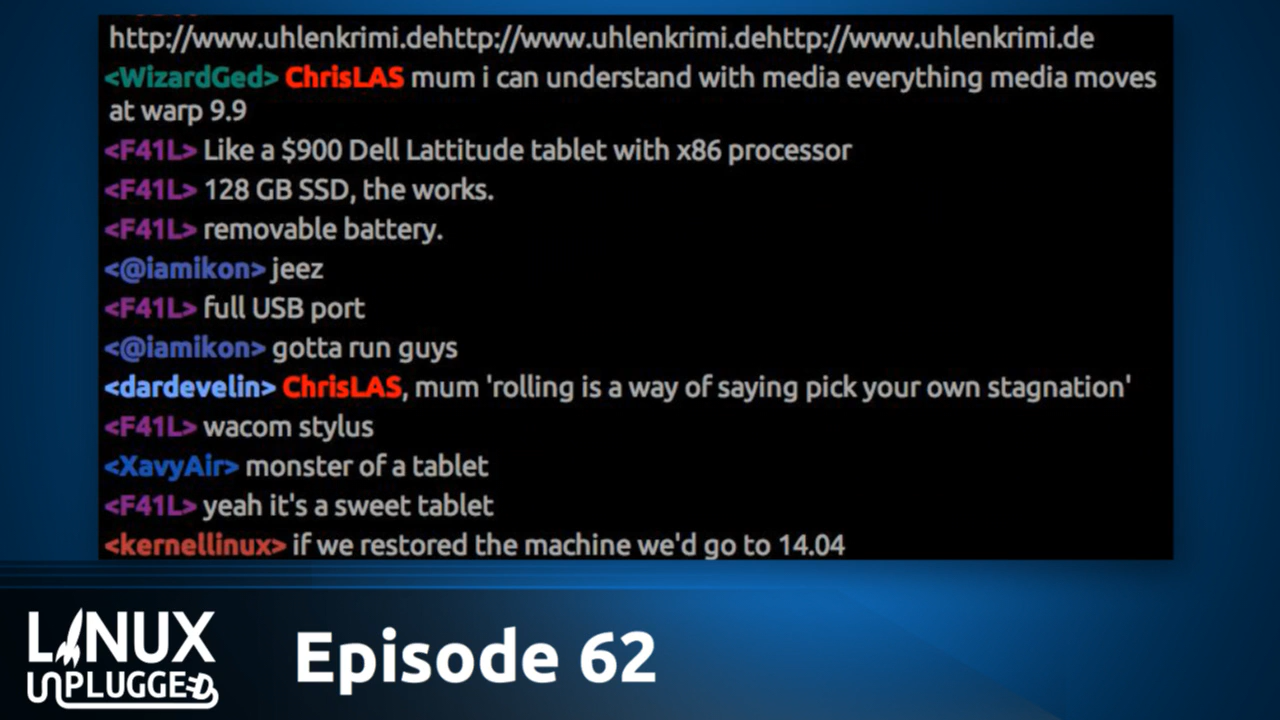 http://www.uhlenkrimi.dehttp://www.uhlenkrimi.dehttp://www.uhlenkrimi.de
<WizardGed> ChrisLAS mum i can understand with media everything media moves
at warp 9.9
<F41L> Like a $900 Dell Lattitude tablet with x86 processor
<F41L> 128 GB SSD, the works.
<F41L> removable battery.
<@iamikon> jeez
<F41L> full USB port
<@iamikon> gotta run guys
<dardevelin> ChrisLAS, mum 'rolling is a way of saying pick your own stagnation'
<F41L> wacom stylus
<XavyAir> monster of a tablet
<F41L> yeah it's a sweet tablet
<kernellinux> if we restored the machine we'd go to 14.04
LINUX
UNPLUGGED
Episode 62